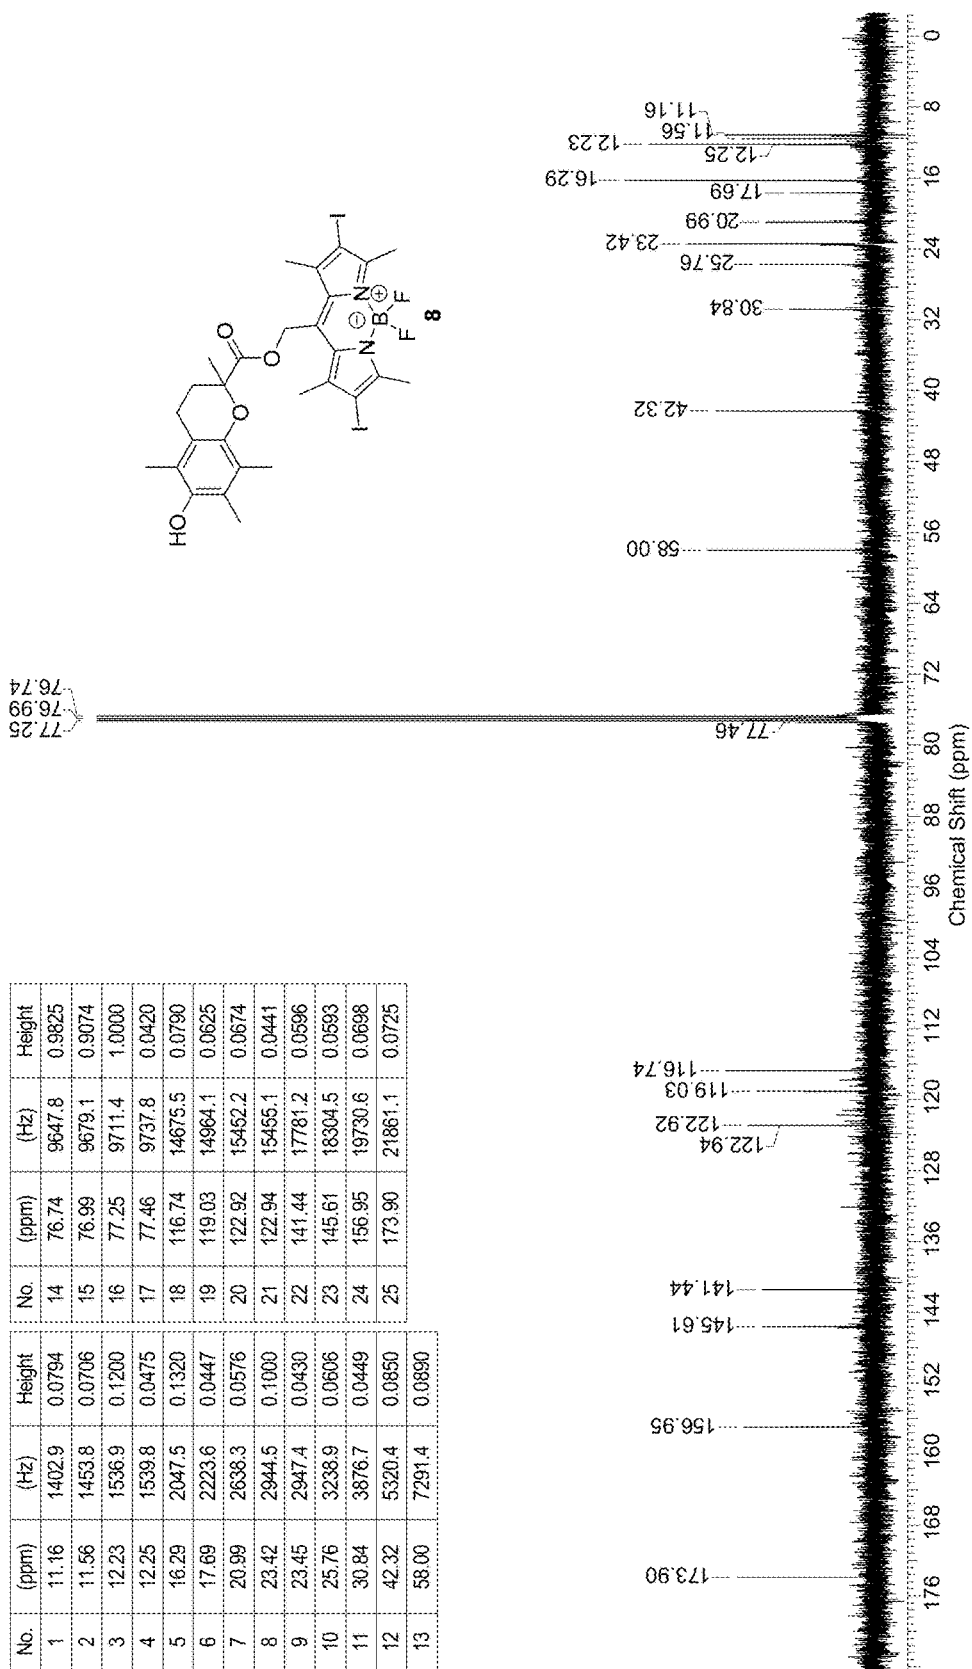 No. (ppm) (Hz) Height
1 11.16 1402.9 0.0794
2 11.56 1453.8 0.0706
3 12.23 1536.9 0.1200
4 12.25 1539.8 0.0475
5 16.29 2047.5 0.1320
6 17.69 2223.6 0.0447
7 20.99 2638.3 0.0576
8 23.42 2944.5 0.1000
9 23.45 2947.4 0.0430
10 25.76 3238.9 0.0606
11 30.84 3876.7 0.0449
12 42.32 5320.4 0.0850
13 58.00 7291.4 0.0890
No. (ppm) (Hz) Height
14 76.74 9647.8 0.9825
15 76.99 9679.1 0.9074
16 77.25 9711.4 1.0000
17 77.46 9737.8 0.0420
18 116.74 14675.5 0.0790
19 119.03 14964.1 0.0625
20 122.92 15452.2 0.0674
21 122.94 15455.1 0.0441
22 141.44 17781.2 0.0596
23 145.61 18304.5 0.0593
24 156.95 19730.6 0.0698
25 173.90 21861.1 0.0725
77.25
76.99
76.74
HO
O
O
O
I
I
N
N
B
F
F
⊕
⊖
8
173.90
156.95
145.61
141.44
122.94
122.92
119.03
116.74
77.46
58.00
42.32
30.84
25.76
23.42
20.99
17.69
16.29
12.25
12.23
11.56
11.16
176 168 160 152 144 136 128 120 112 104 96 88 80 72 64 56 48 40 32 24 16 8 0
Chemical Shift (ppm)